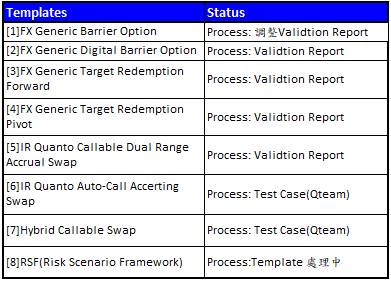 Templates Status
[1]FX Generic Barrier Option Process: 調整Validtion Report
[2]FX Generic Digital Barrier Option Process: Validtion Report
[3]FX Generic Target Redemption
Forward Process: Validtion Report
[4]FX Generic Target Redemption
Pivot Process: Validtion Report
[5]IR Quanto Callable Dual Range
Accrual Swap Process: Validtion Report
[6]IR Quanto Auto-Call Accerting
Swap Process: Test Case(Qteam)
[7]Hybrid Callable Swap Process: Test Case(Qteam)
[8]RSF(Risk Scenario Framework) Process:Template 處理中